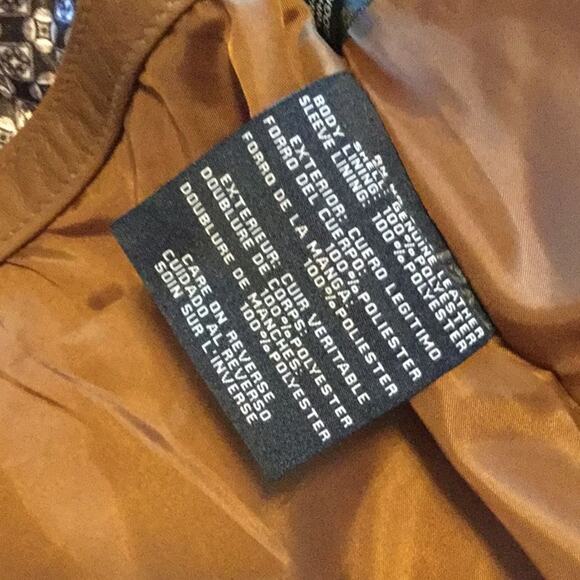 SHELL: GENUINE LEATHER
BODY LINING: 100% POLYESTER
SLEEVE LINING: 100% POLYESTER
EXTERIOR: CUERO LEGITIMO
FORRO DEL CUERPO:
100% POLIESTER
FORRO DE LA MANGA:
100% POLIESTER
EXTERIEUR: CUIR VERITABLE
DOUBLURE DE CORPS:
100% POLYESTER
DOUBLURE DE MANCHES:
100% POLYESTER
CARE ON REVERSE
CUIDADO AL REVERSO
SOIN SUR L'INVERSE